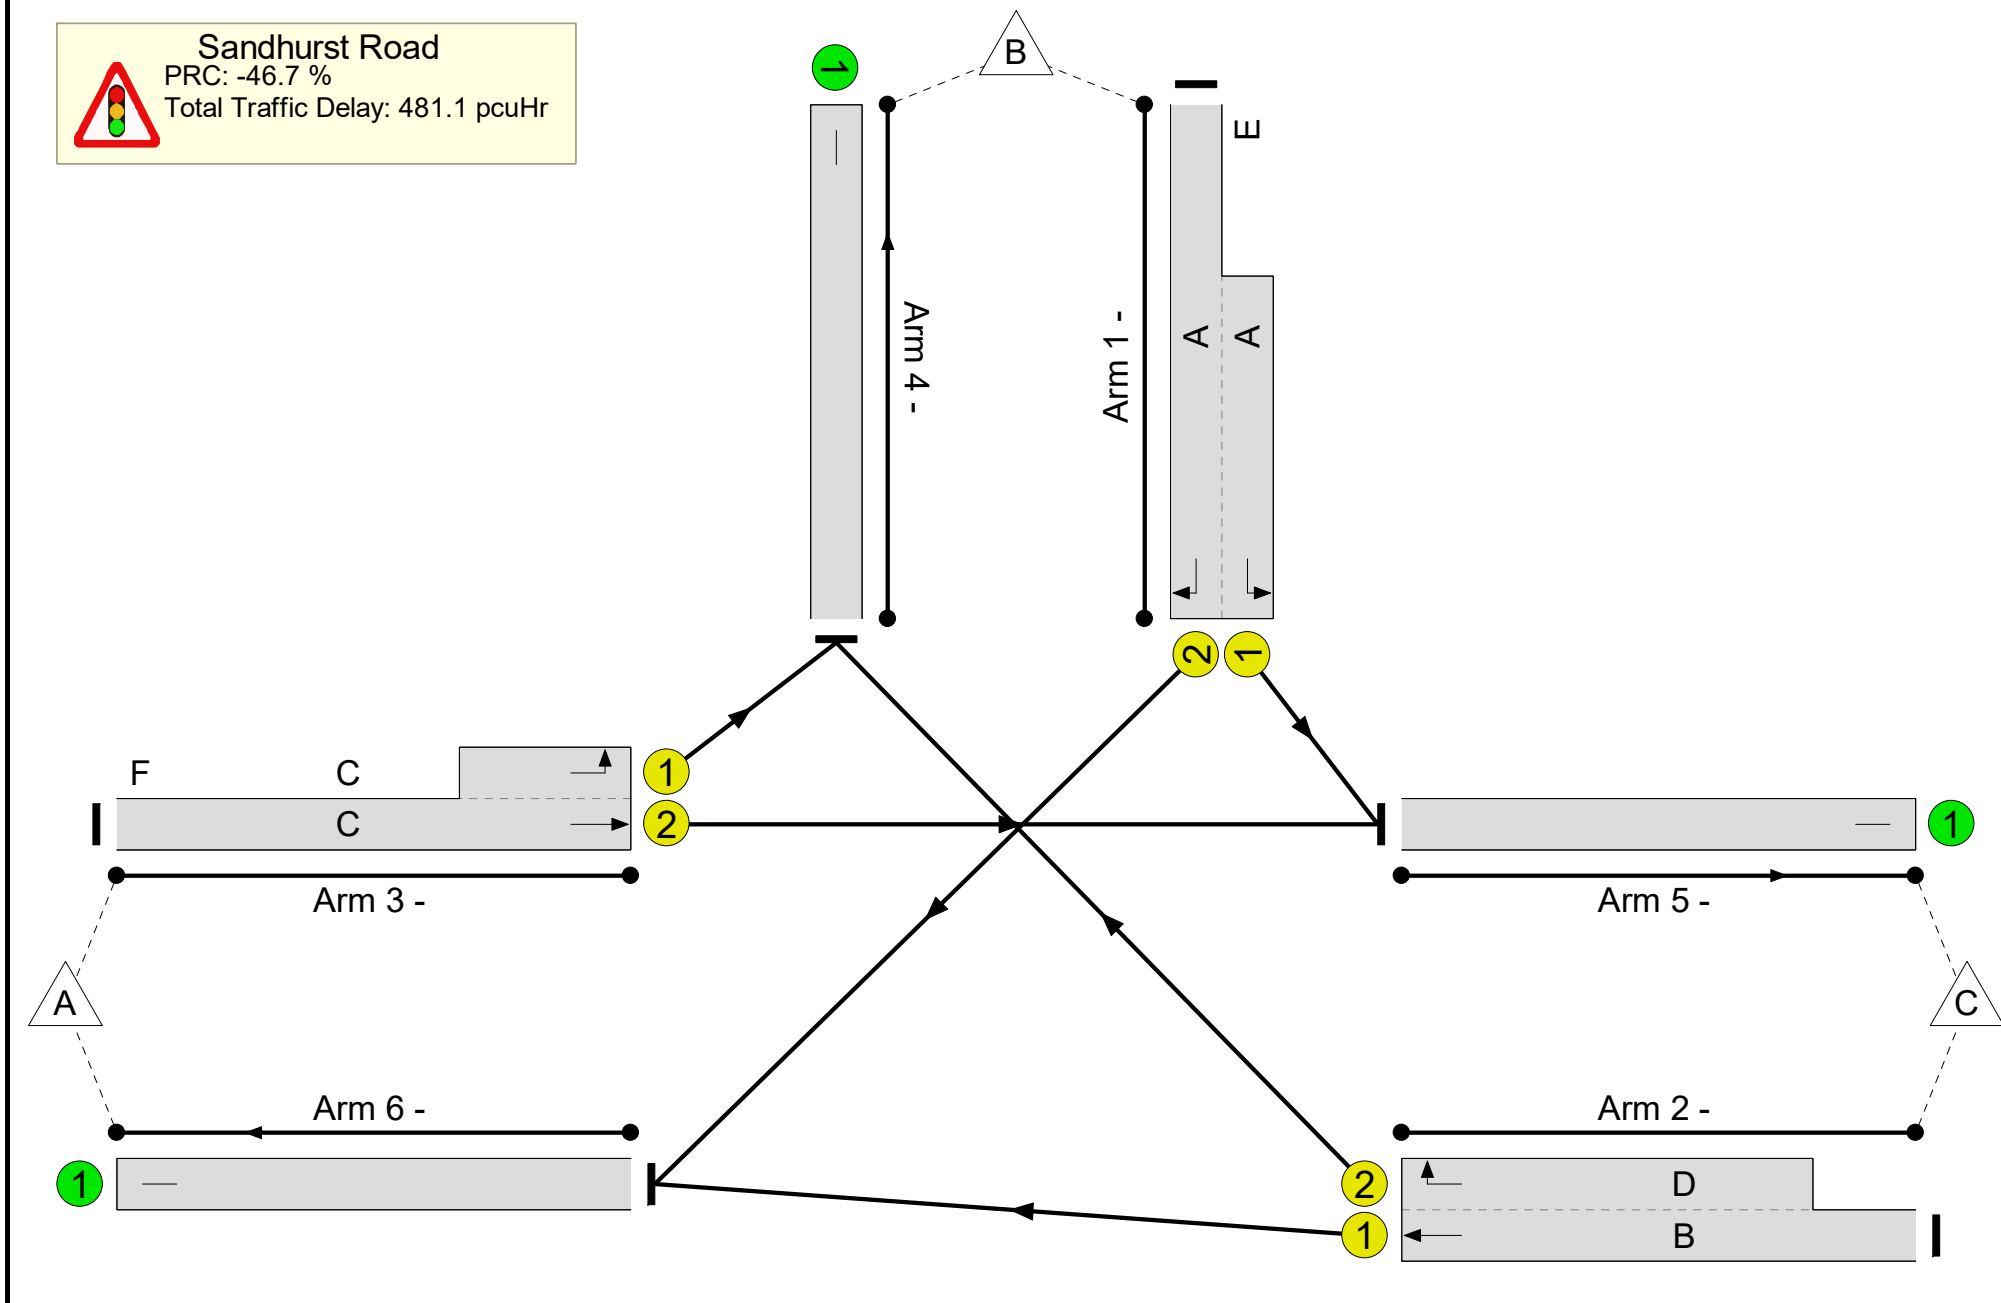 Sandhurst Road
PRC: -46.7 %
Total Traffic Delay: 481.1 pcuHr
1
B
E
Arm 4 -
Arm 1 -
A
A
2
1
F
C
1
C
2
1
Arm 3 -
Arm 5 -
A
C
Arm 6 -
Arm 2 -
1
2
D
1
B